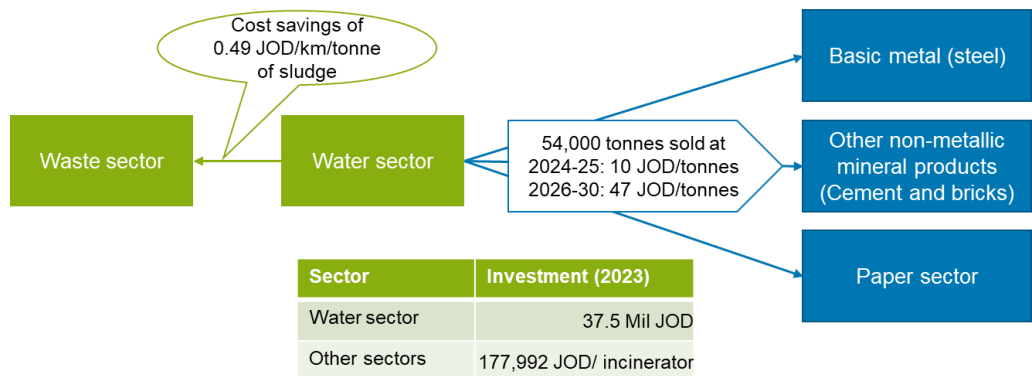 Cost savings of
0.49 JOD/km/tonne
of sludge
Waste sector
Water sector
54,000 tonnes sold at
2024-25: 10 JOD/tonnes
2026-30: 47 JOD/tonnes
Basic metal (steel)
Other non-metallic
mineral products
(Cement and bricks)
Paper sector
Sector Investment (2023)
Water sector 37.5 Mil JOD
Other sectors 177,992 JOD/ incinerator